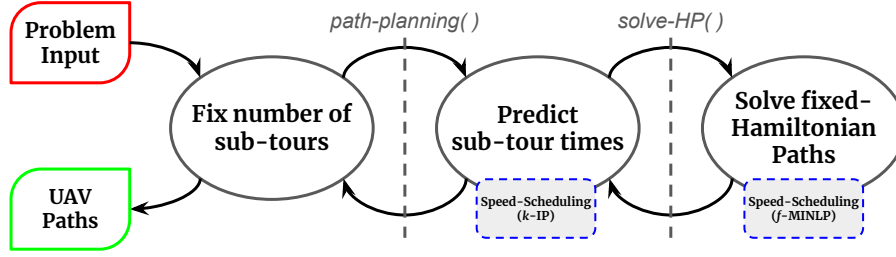 Problem
Input
path-planning( )
solve-HP( )
Fix number of
sub-tours
Predict
sub-tour times
Solve fixed-
Hamiltonian
Paths
UAV
Paths
Speed-Scheduling
(k-IP)
Speed-Scheduling
(f-MINLP)